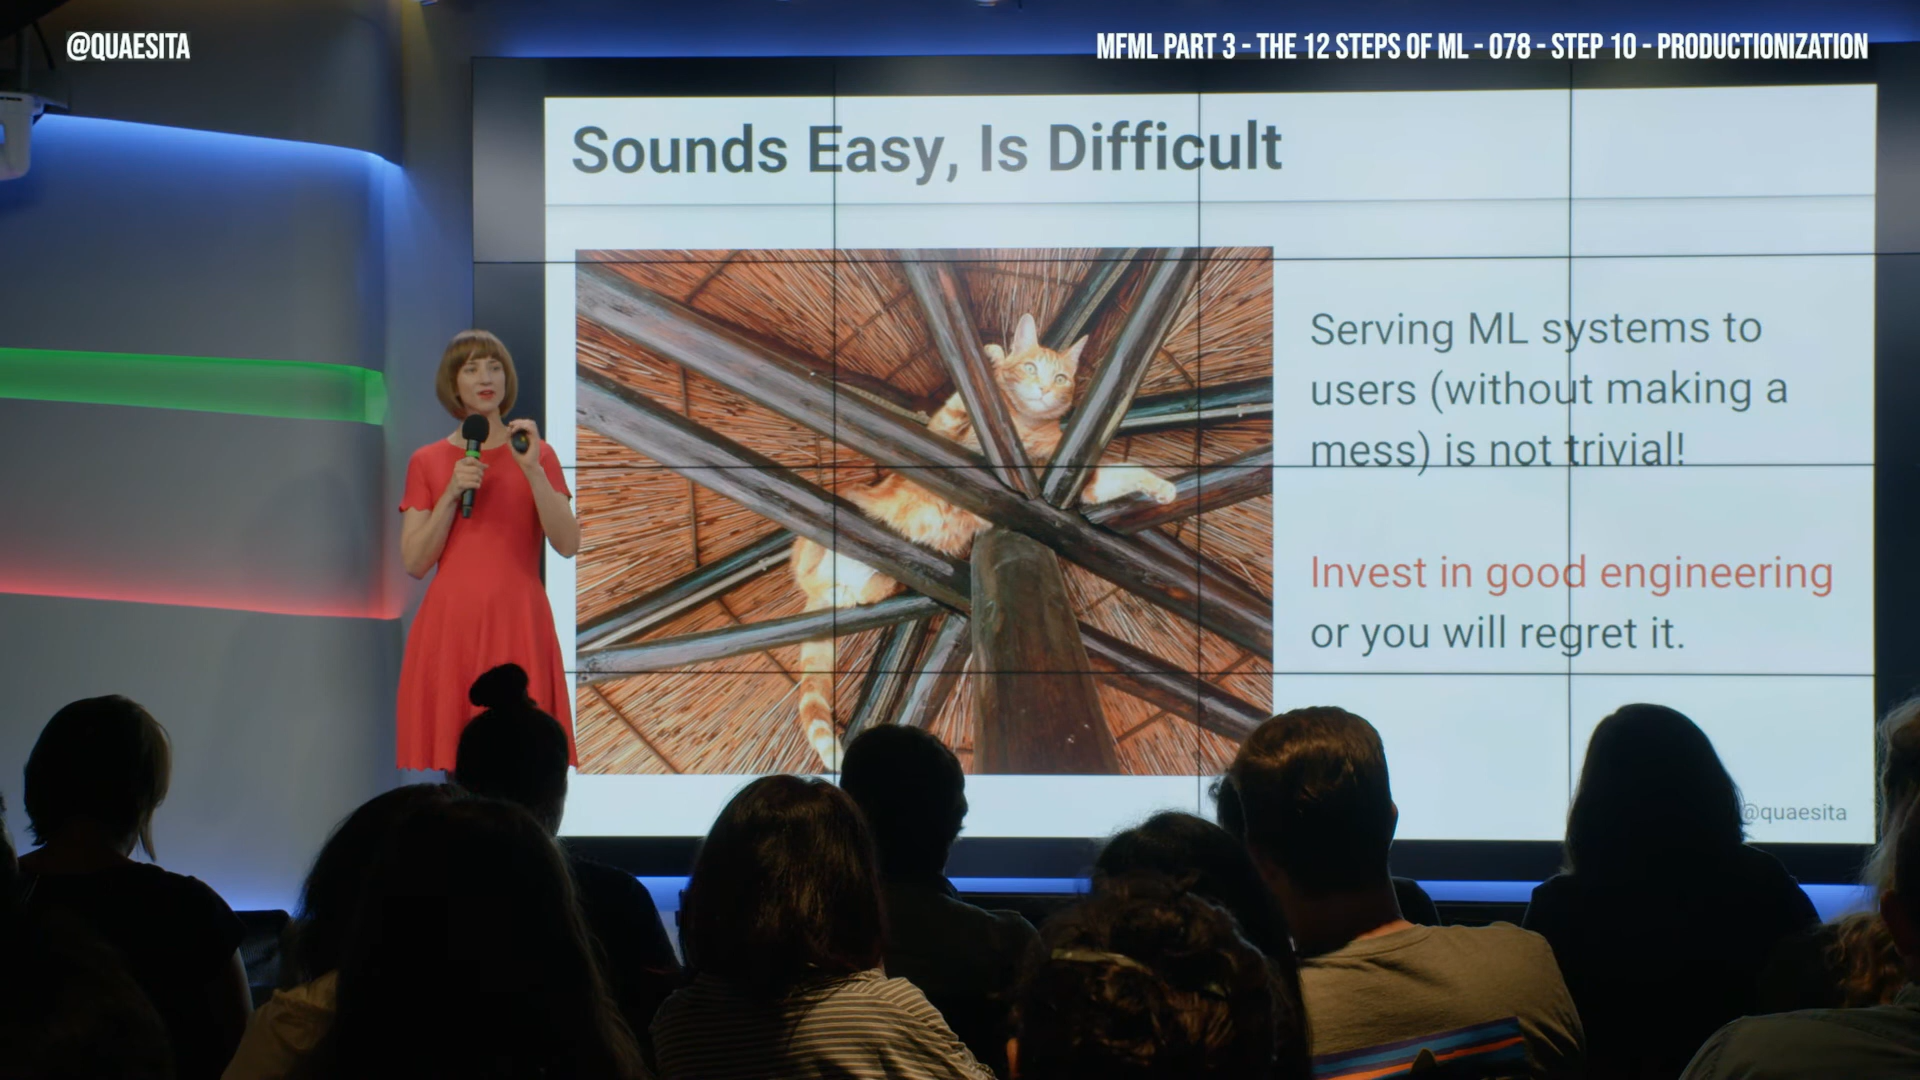 @QUAESITA
MFML PART 3 - THE 12 STEPS OF ML - 078 - STEP 10 - PRODUCTIONIZATION
Sounds Easy, Is Difficult
Serving ML systems to
users (without making a
mess) is not trivial!
Invest in good engineering
or you will regret it.
@quaesita